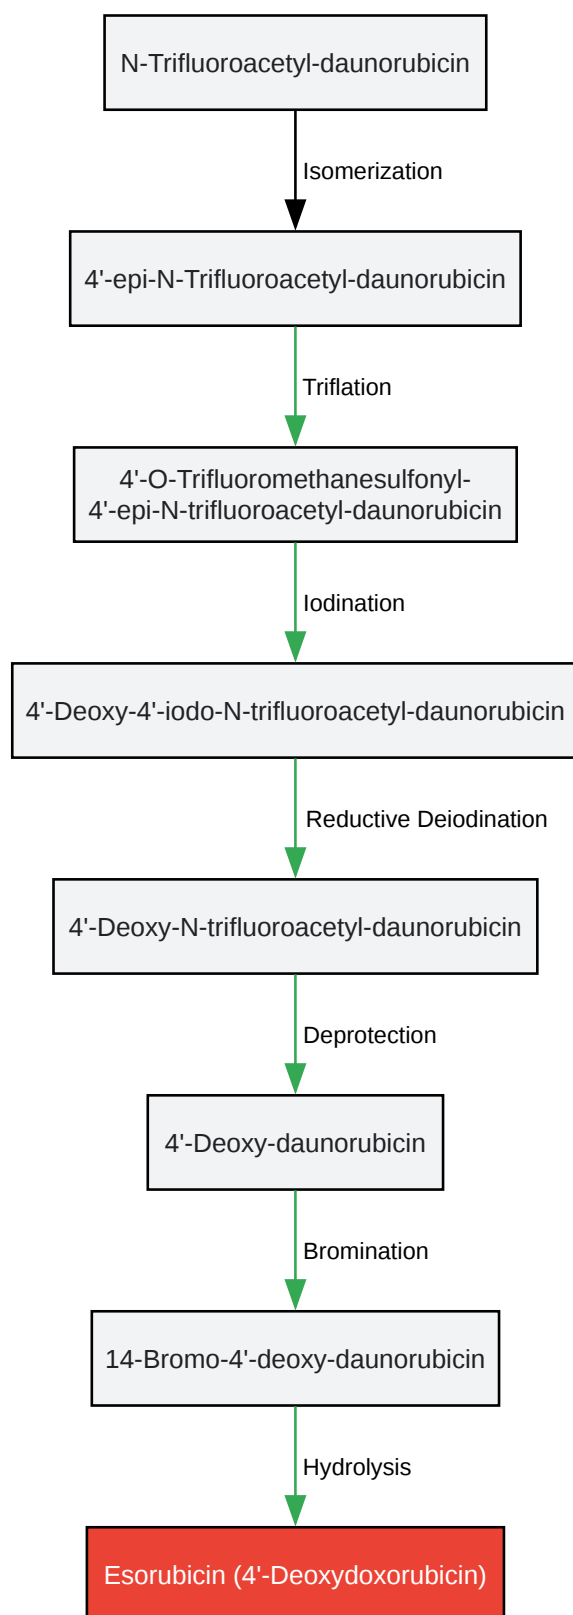 N-Trifluoroacetyl-daunorubicin
Isomerization
4'-epi-N-Trifluoroacetyl-daunorubicin
Triflation
4'-O-Trifluoromethanesulfonyl-
4'-epi-N-trifluoroacetyl-daunorubicin
Iodination
4'-Deoxy-4'-iodo-N-trifluoroacetyl-daunorubicin
Reductive Deiodination
4'-Deoxy-N-trifluoroacetyl-daunorubicin
Deprotection
4'-Deoxy-daunorubicin
Bromination
14-Bromo-4'-deoxy-daunorubicin
Hydrolysis
Esorubicin (4'-Deoxydoxorubicin)